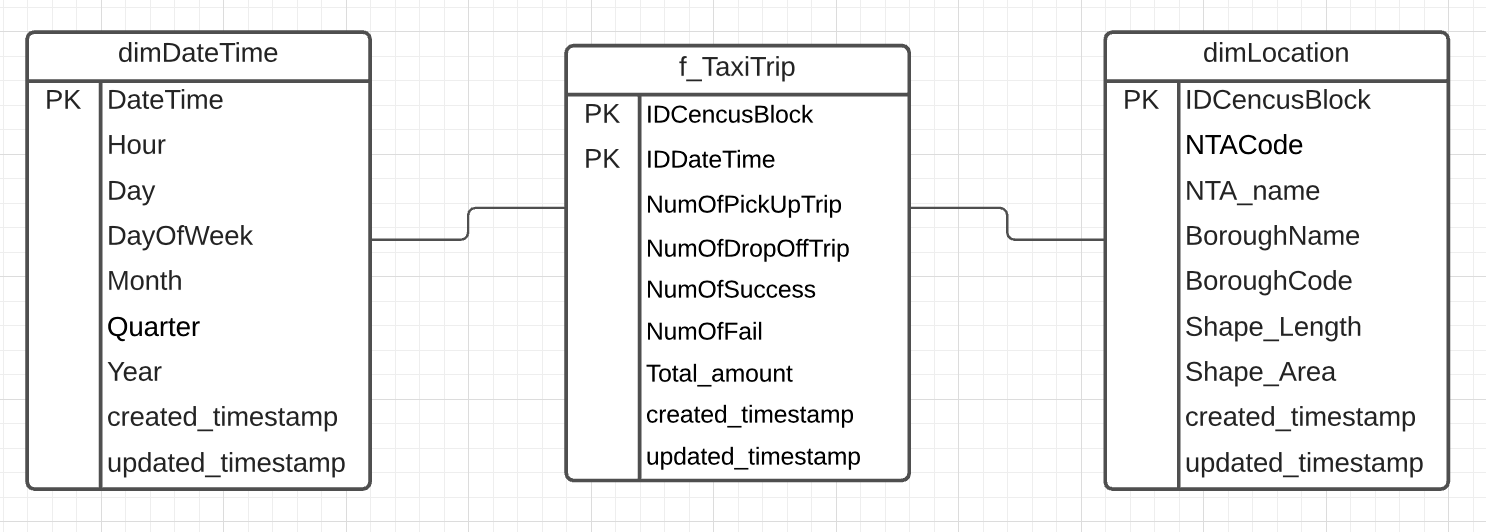 dimDateTime
PK DateTime
Hour
Day
DayOfWeek
Month
Quarter
Year
created_timestamp
updated_timestamp
f_TaxiTrip
PK IDCencusBlock
PK IDDateTime
NumOfPickUpTrip
NumOfDropOffTrip
NumOfSuccess
NumOfFail
Total_amount
created_timestamp
updated_timestamp
dimLocation
PK IDCencusBlock
NTACode
NTA_name
BoroughName
BoroughCode
Shape_Length
Shape_Area
created_timestamp
updated_timestamp